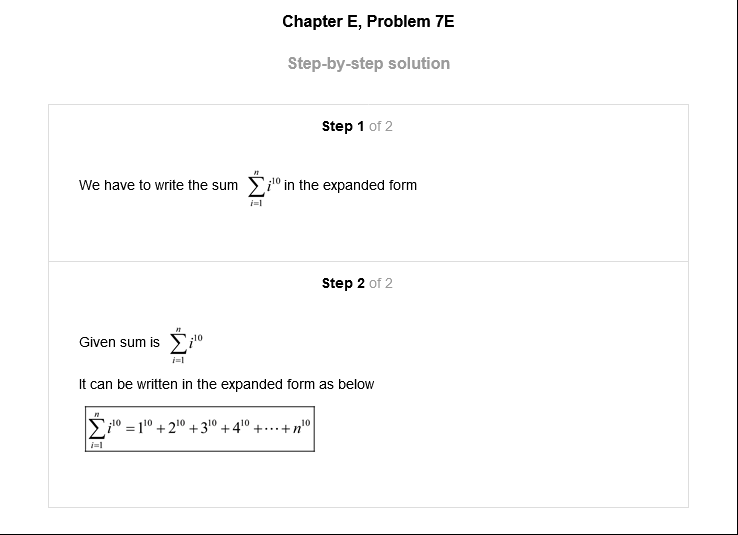 Chapter E, Problem 7E
Step-by-step solution
Step 1 of 2
We have to write the sum $\sum_{i=1}^{n} i^{10}$ in the expanded form
Step 2 of 2
Given sum is $\sum_{i=1}^{n} i^{10}$
It can be written in the expanded form as below
$\sum_{i=1}^{n} i^{10} = 1^{10} + 2^{10} + 3^{10} + 4^{10} + \cdots + n^{10}$